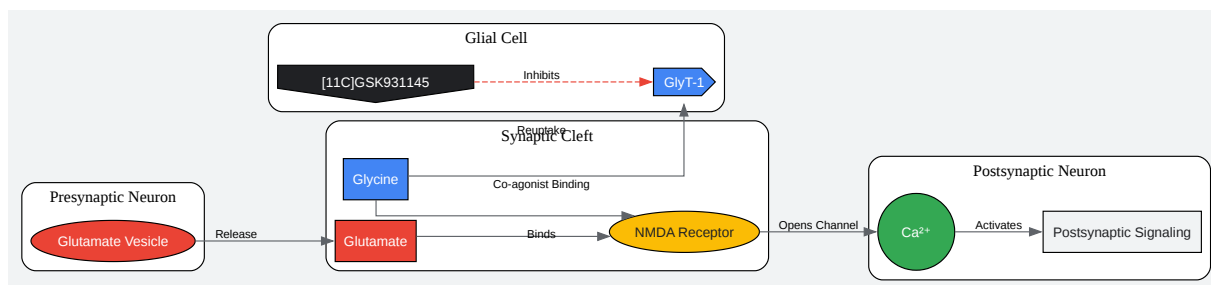 Glial Cell
[11C]GSK931145
Inhibits
GlyT-1
Reuptake
Synaptic Cleft
Glycine
Co-agonist Binding
Presynaptic Neuron
Glutamate Vesicle
Release
Glutamate
Binds
NMDA Receptor
Opens Channel
Postsynaptic Neuron
Ca²⁺
Activates
Postsynaptic Signaling